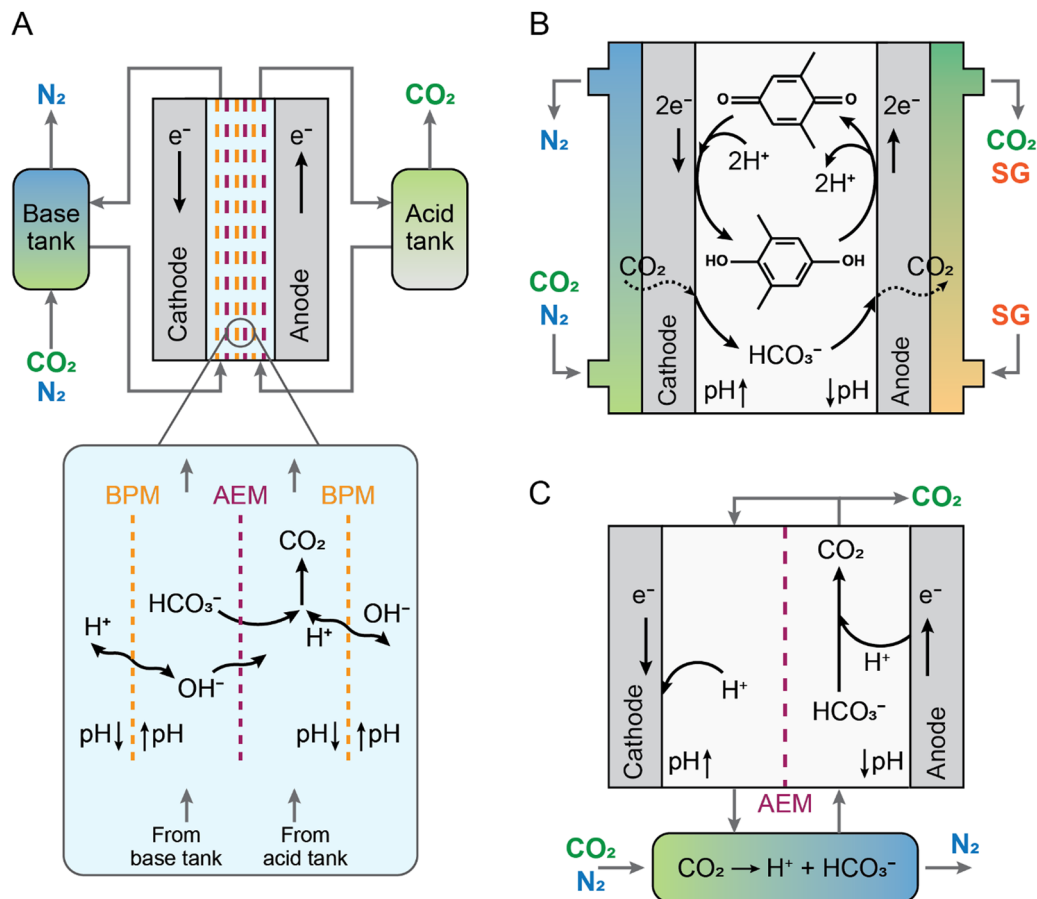 A
N₂
CO₂
e⁻
e⁻
Base
tank
Acid
tank
Cathode
Anode
CO₂
N₂
BPM
AEM
BPM
CO₂
HCO₃⁻
OH⁻
H⁺
H⁺
OH⁻
pH↓
↑pH
pH↓
↑pH
From
base tank
From
acid tank
B
2e⁻
O
O
2e⁻
N₂
2H⁺
2H⁺
CO₂
SG
HO
OH
CO₂
CO₂
CO₂
N₂
SG
HCO₃⁻
Cathode
Anode
pH↑
↓pH
C
CO₂
CO₂
e⁻
e⁻
H⁺
H⁺
HCO₃⁻
Cathode
Anode
pH↑
↓pH
AEM
CO₂
N₂
CO₂ → H⁺ + HCO₃⁻
N₂